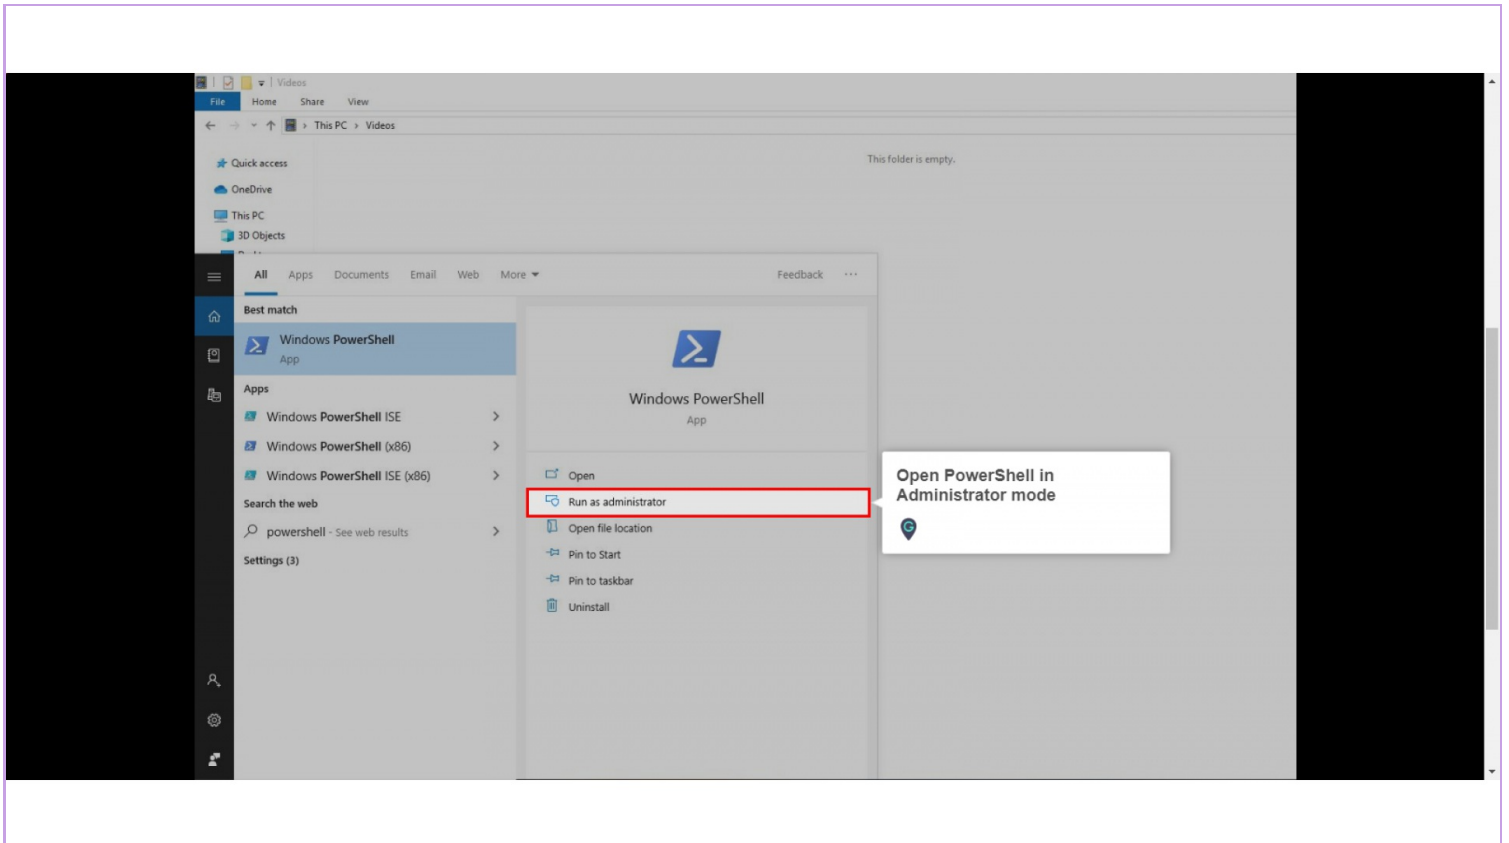 Videos
File Home Share View
This PC > Videos
Quick access
This folder is empty.
OneDrive
This PC
3D Objects
All Apps Documents Email Web More Feedback ...
Best match
Windows PowerShell
App
Apps
Windows PowerShell ISE
Windows PowerShell (x86)
Windows PowerShell ISE (x86)
Search the web
powershell - See web results
Settings (3)
Windows PowerShell
App
Open
Run as administrator
Open file location
Pin to Start
Pin to taskbar
Uninstall
Open PowerShell in
Administrator mode
G